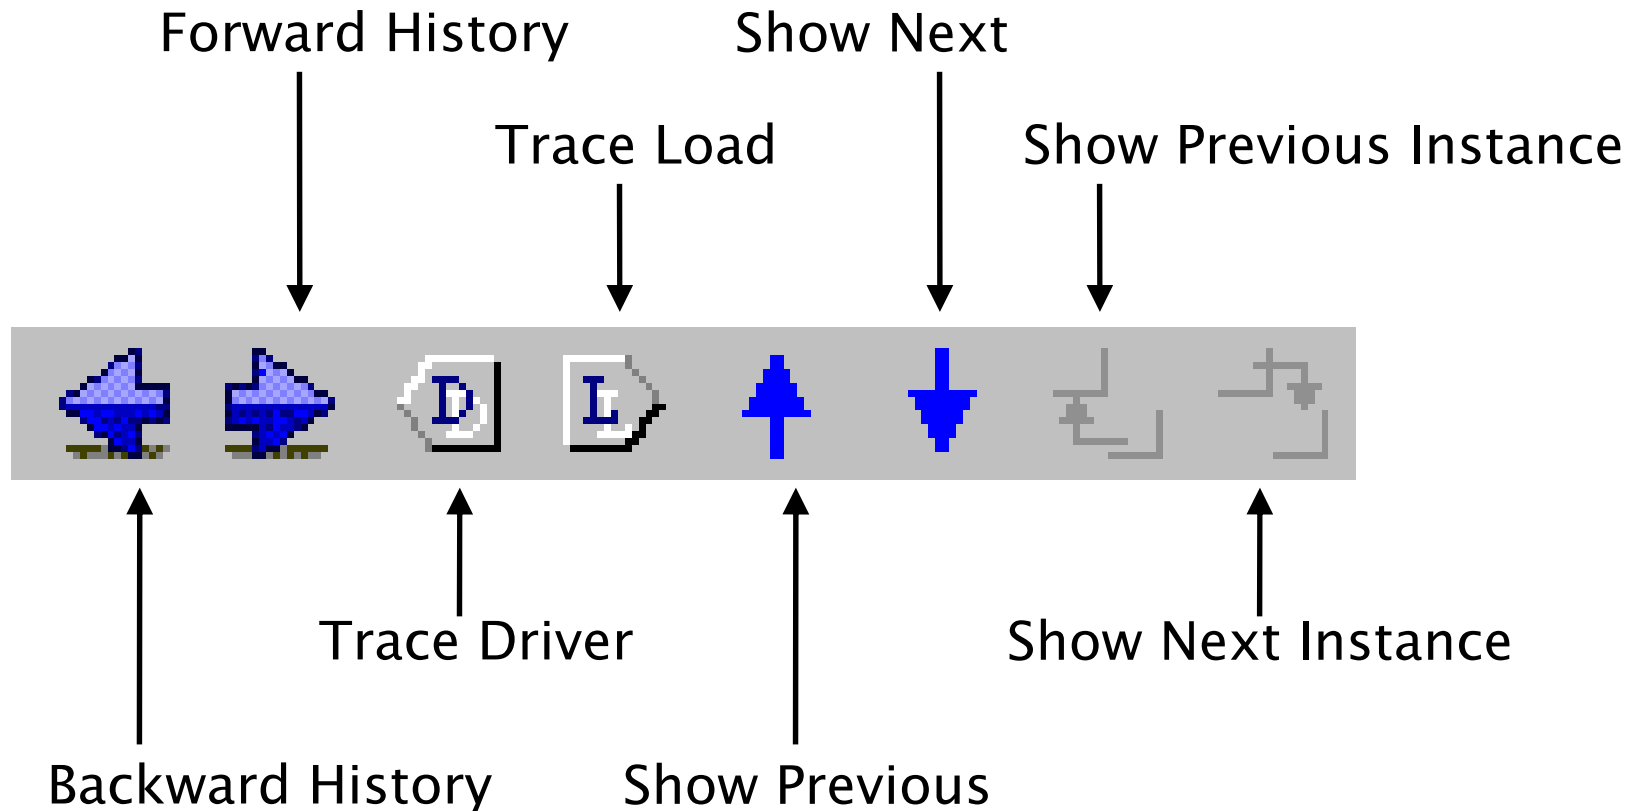 Forward History
Show Next
Trace Load
Show Previous Instance
D
L
Trace Driver
Show Next Instance
Backward History
Show Previous